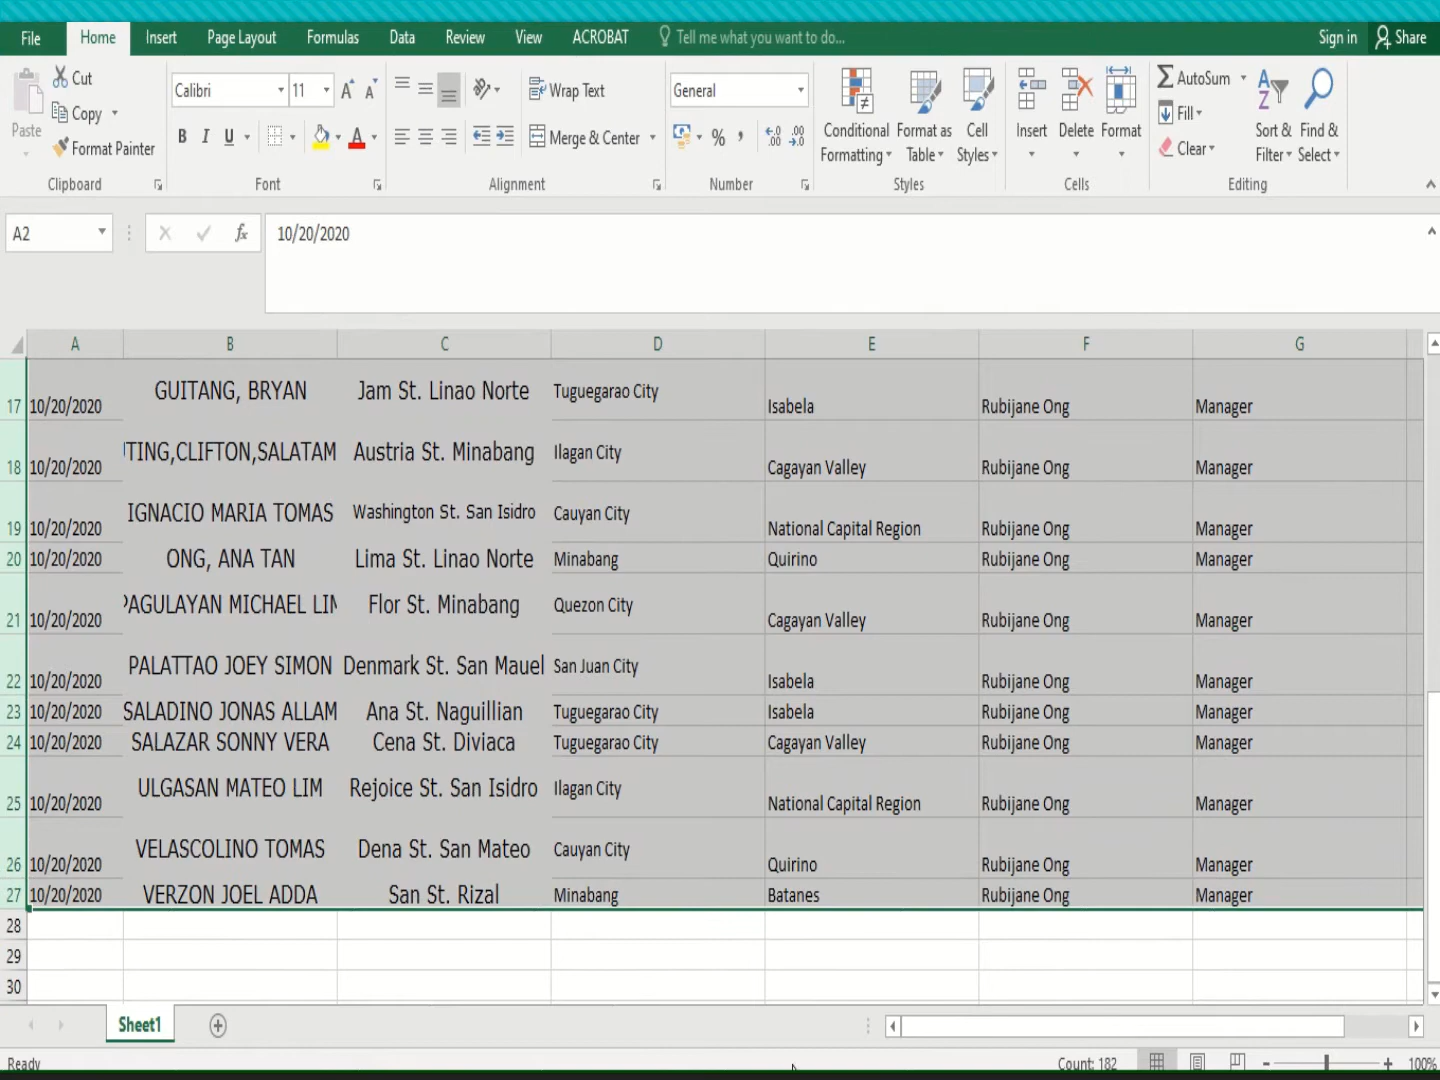 File Home Insert Page Layout Formulas Data Review View ACROBAT Tell me what you want to do... Sign in Share
Paste Cut Copy Format Painter
Clipboard
Calibri 11
B I U A
Font
Wrap Text
Merge & Center
Alignment
General
% ,
Number
Conditional Formatting Format as Table Cell Styles
Styles
Insert Delete Format
Cells
AutoSum Fill Clear Sort & Filter Find & Select
Editing
A2 fx 10/20/2020
A B C D E F G
17 10/20/2020 GUITANG, BRYAN Jam St. Linao Norte Tuguegarao City Isabela Rubijane Ong Manager
18 10/20/2020 TING,CLIFTON,SALATAM Austria St. Minabang Ilagan City Cagayan Valley Rubijane Ong Manager
19 10/20/2020 IGNACIO MARIA TOMAS Washington St. San Isidro Cauyan City National Capital Region Rubijane Ong Manager
20 10/20/2020 ONG, ANA TAN Lima St. Linao Norte Minabang Quirino Rubijane Ong Manager
21 10/20/2020 PAGULAYAN MICHAEL LIM Flor St. Minabang Quezon City Cagayan Valley Rubijane Ong Manager
22 10/20/2020 PALATTAO JOEY SIMON Denmark St. San Mauel San Juan City Isabela Rubijane Ong Manager
23 10/20/2020 SALADINO JONAS ALLAM Ana St. Naguillian Tuguegarao City Isabela Rubijane Ong Manager
24 10/20/2020 SALAZAR SONNY VERA Cena St. Diviaca Tuguegarao City Cagayan Valley Rubijane Ong Manager
25 10/20/2020 ULGASAN MATEO LIM Rejoice St. San Isidro Ilagan City National Capital Region Rubijane Ong Manager
26 10/20/2020 VELASCOLINO TOMAS Dena St. San Mateo Cauyan City Quirino Rubijane Ong Manager
27 10/20/2020 VERZON JOEL ADDA San St. Rizal Minabang Batanes Rubijane Ong Manager
28
29
30
Sheet1
Ready Count: 182 100%